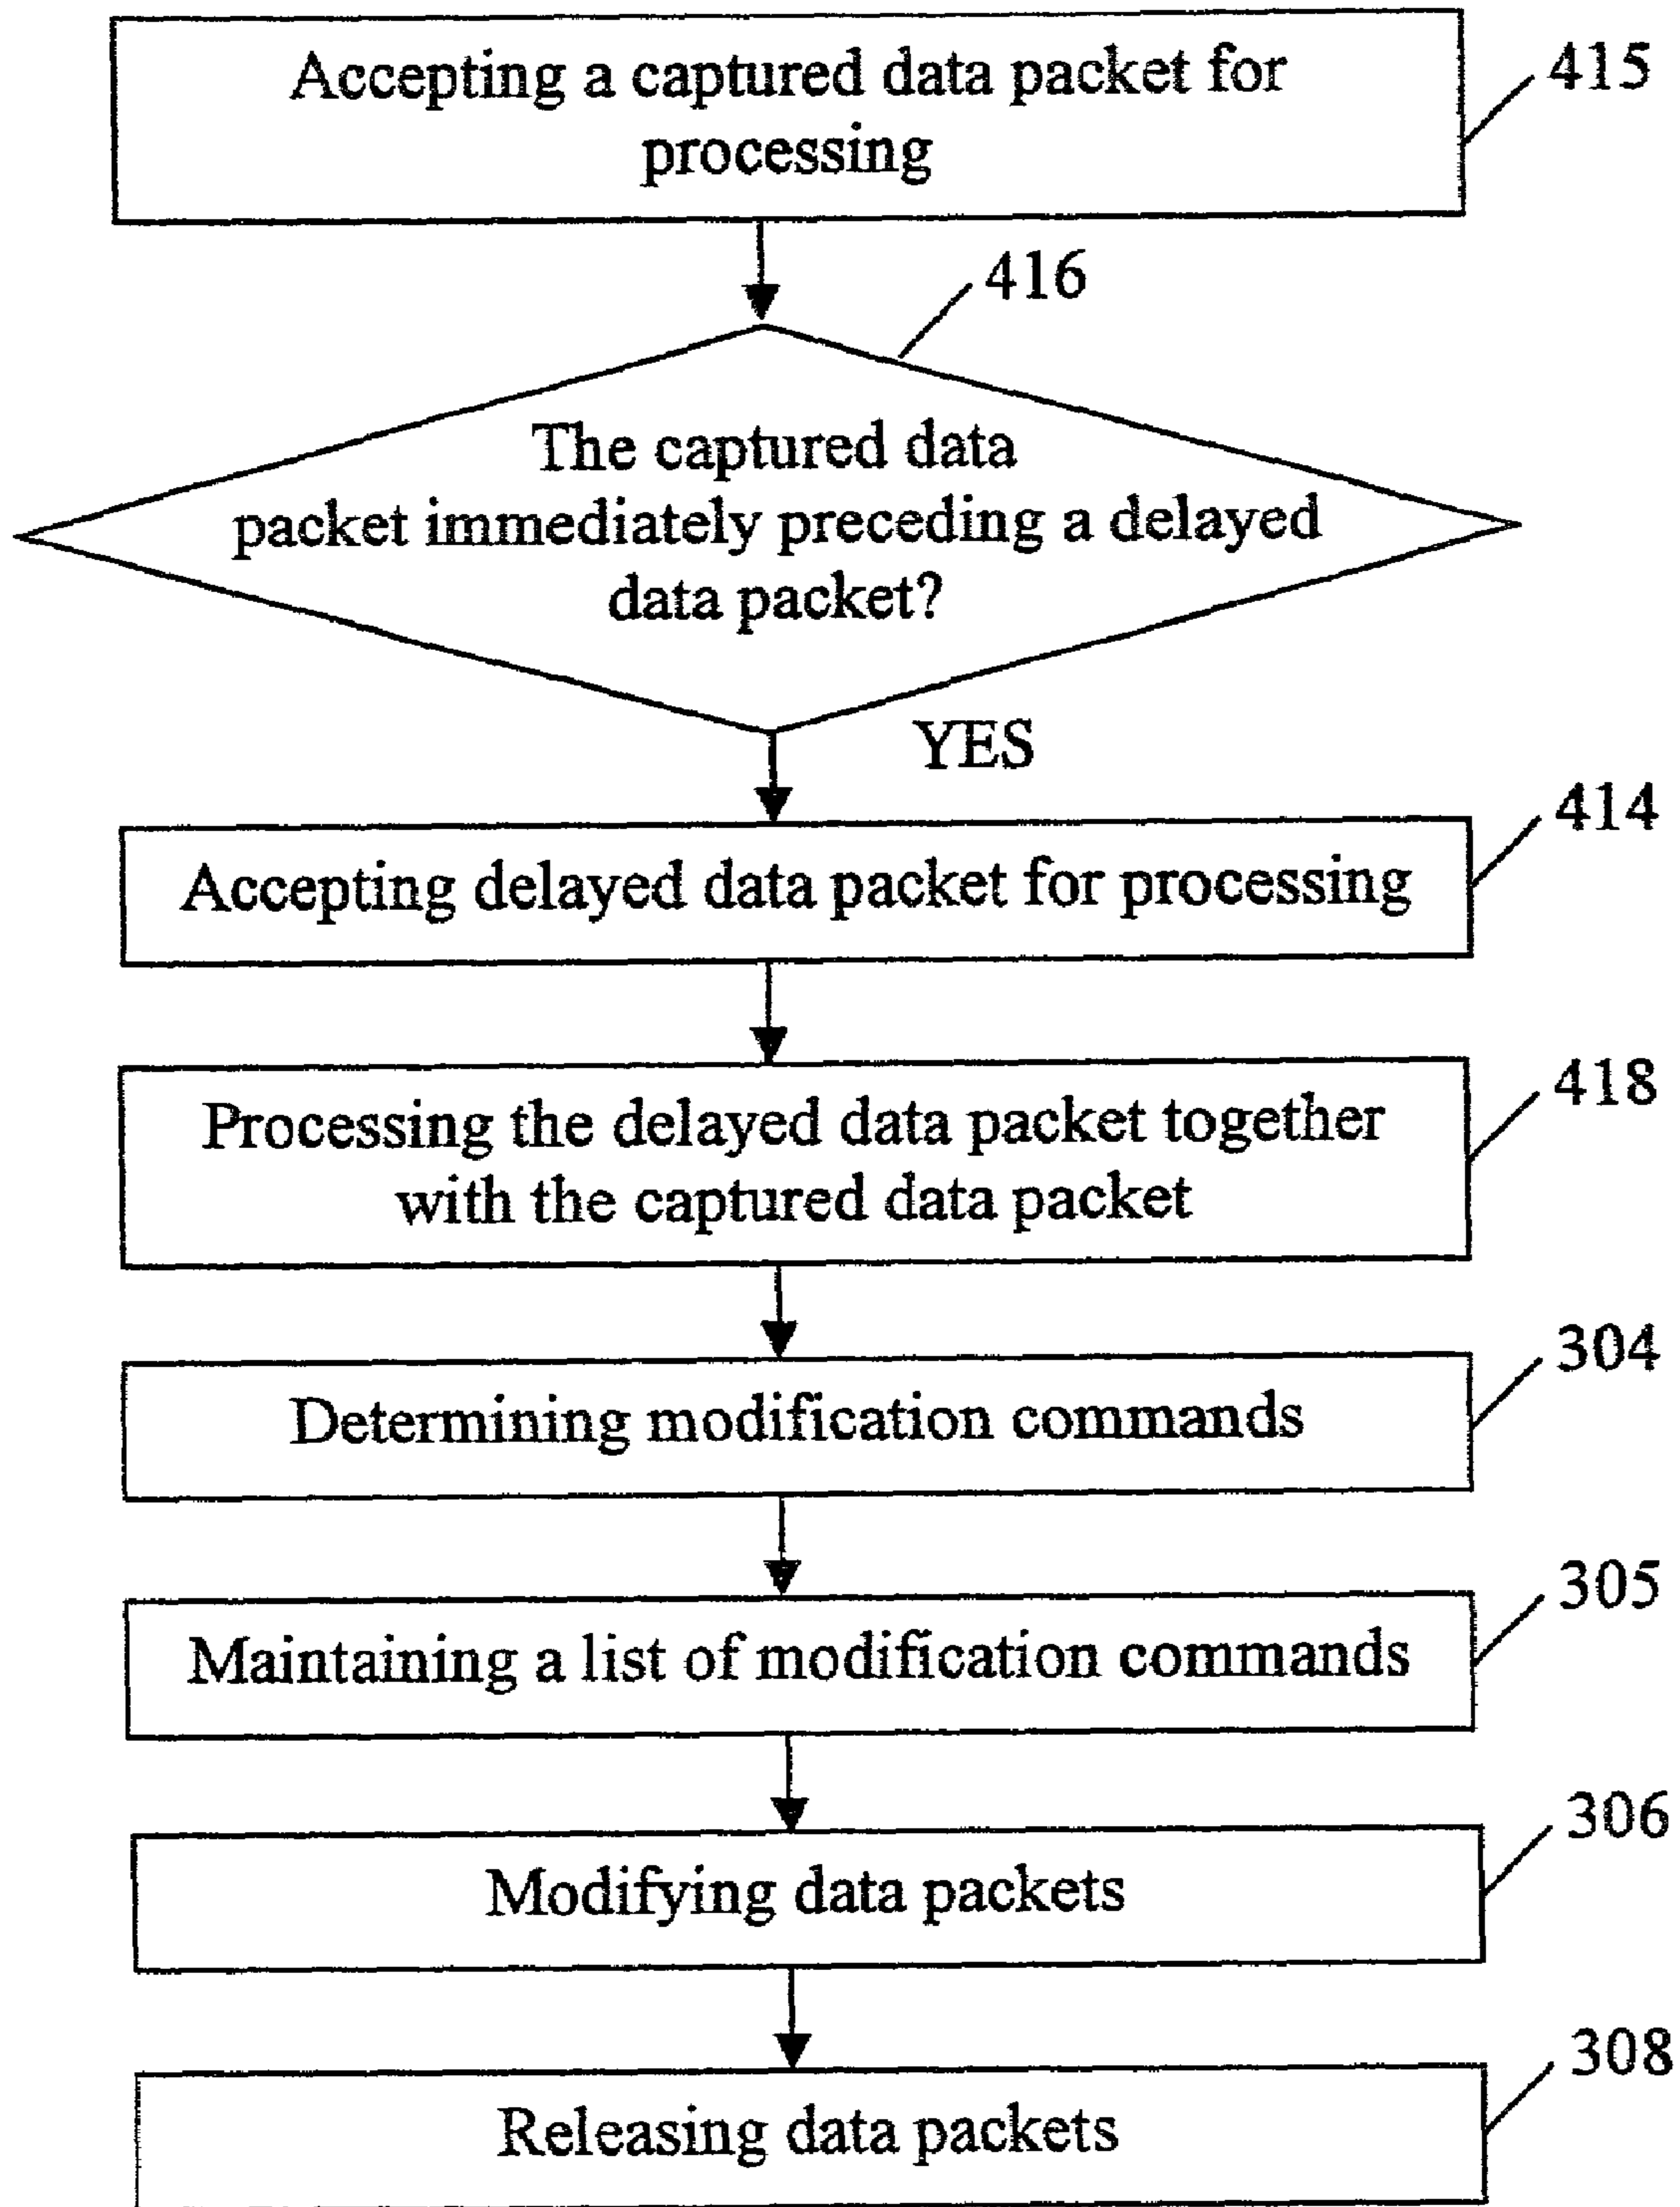 Accepting a captured data packet for
processing
415
416
The captured data
packet immediately preceding a delayed
data packet?
YES
414
Accepting delayed data packet for processing
418
Processing the delayed data packet together
with the captured data packet
304
Determining modification commands
305
Maintaining a list of modification commands
306
Modifying data packets
308
Releasing data packets